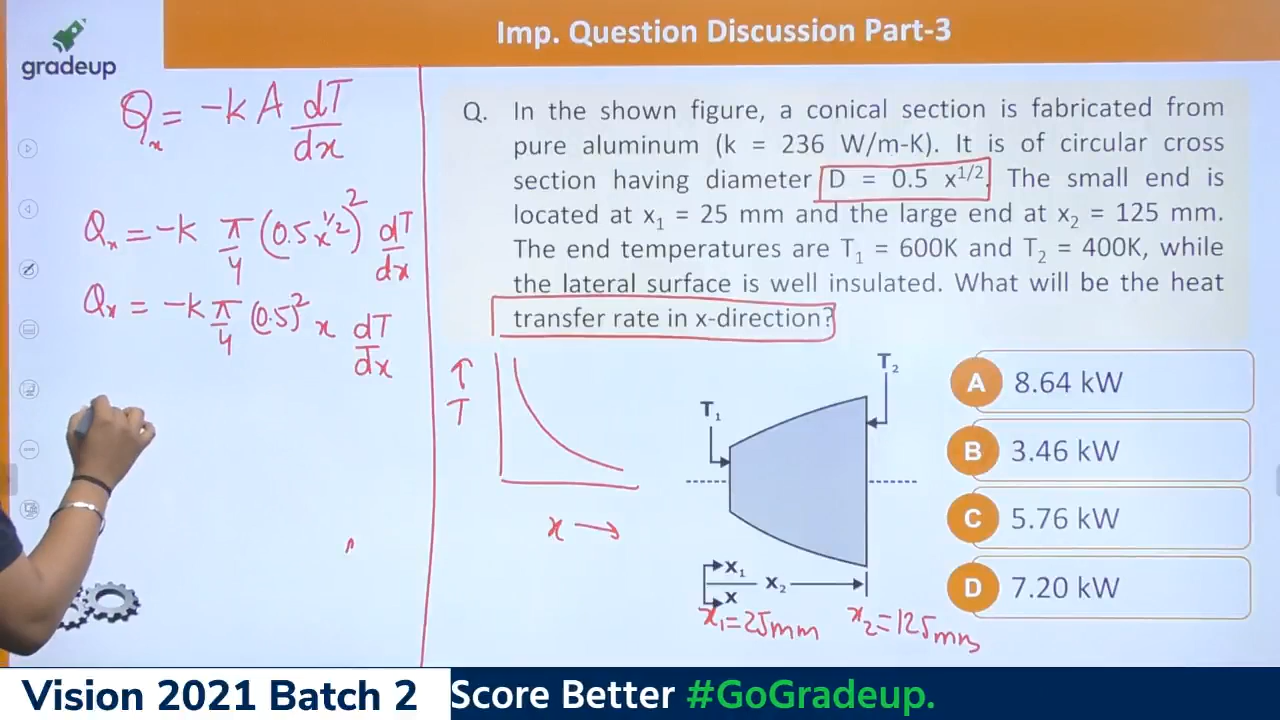 gradeup
Imp. Question Discussion Part-3
Qx = -k A dT/dx
Qx = -k π/4 (0.5x^1/2)^2 dT/dx
Qx = -k π/4 (0.5)^2 x dT/dx
Q. In the shown figure, a conical section is fabricated from
pure aluminum (k = 236 W/m-K). It is of circular cross
section having diameter D = 0.5 x^1/2. The small end is
located at x1 = 25 mm and the large end at x2 = 125 mm.
The end temperatures are T1 = 600K and T2 = 400K, while
the lateral surface is well insulated. What will be the heat
transfer rate in x-direction?
↑
T
x →
T1
T2
x1
x2
x
x1=25mm x2=125mm
A 8.64 kW
B 3.46 kW
C 5.76 kW
D 7.20 kW
Vision 2021 Batch 2 Score Better #GoGradeup.